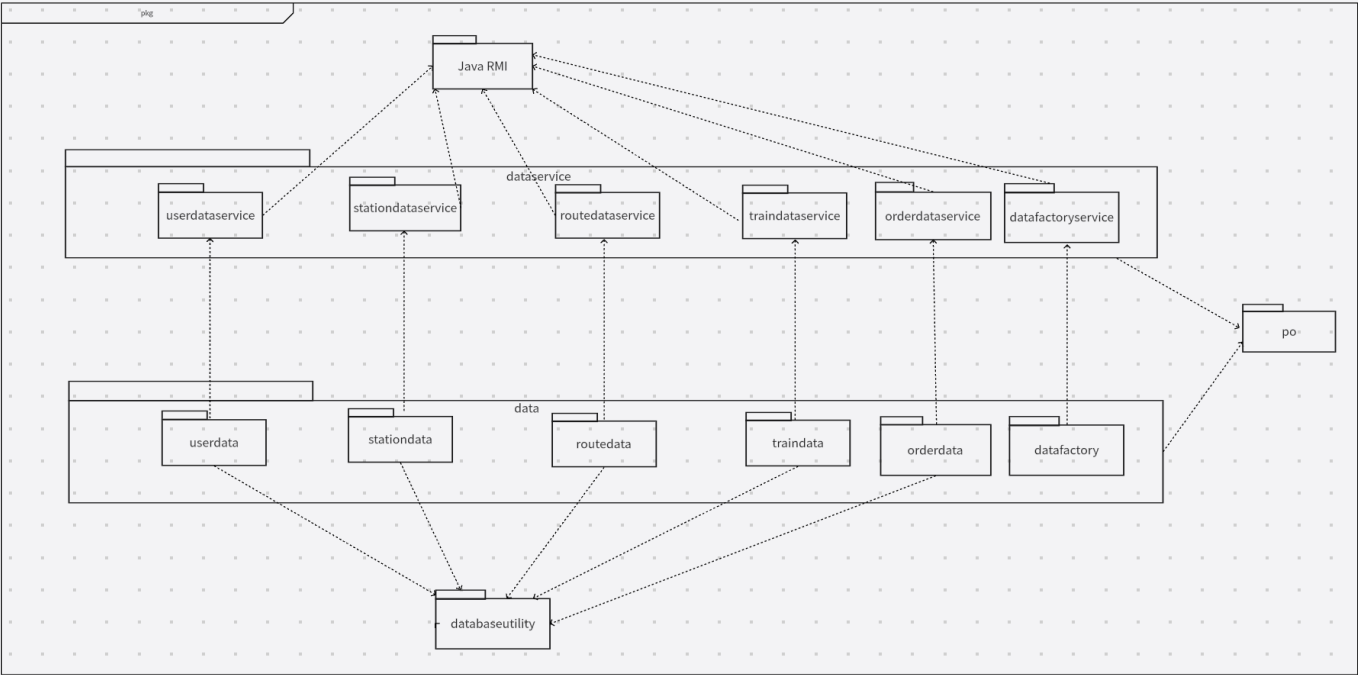 pkg
Java RMI
dataservice
userdataservice
stationdataservice
routedataservice
traindataservice
orderdataservice
datafactoryservice
po
data
userdata
stationdata
routedata
traindata
orderdata
datafactory
databaseutility